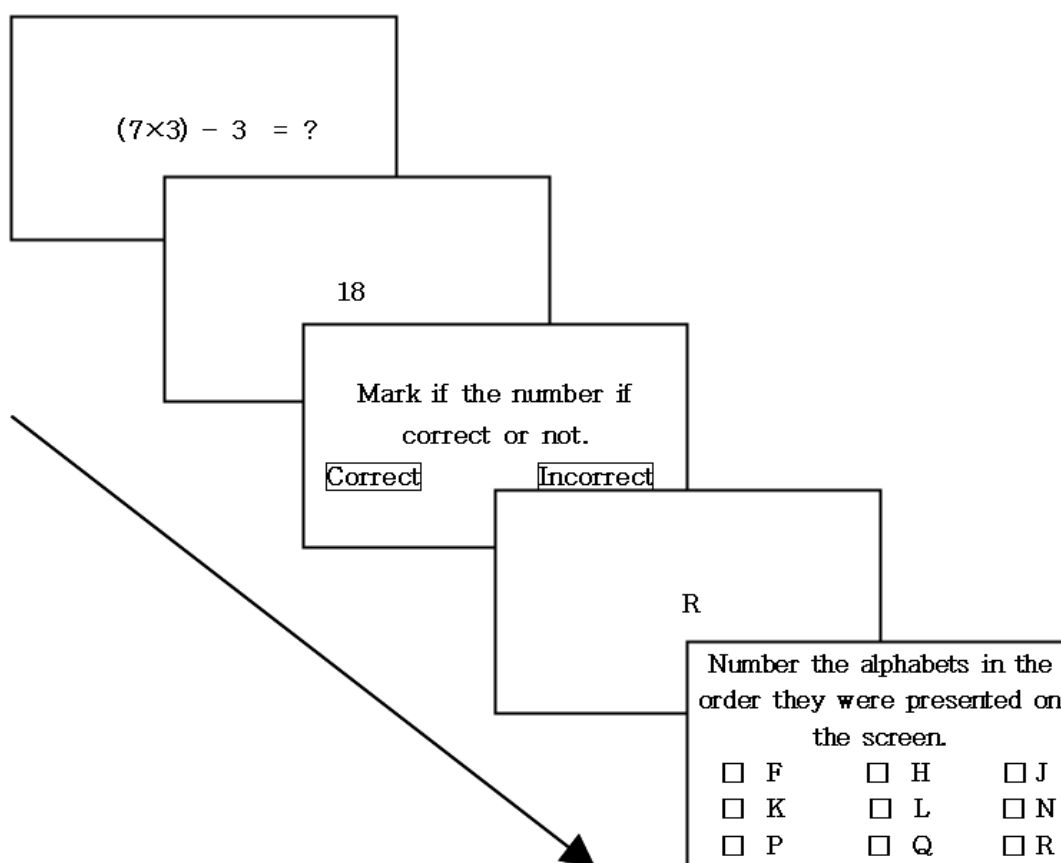 (7×3) − 3 = ?
18
Mark if the number if
correct or not.
Correct Incorrect
R
Number the alphabets in the
order they were presented on
the screen.
□ F □ H □ J
□ K □ L □ N
□ P □ Q □ R